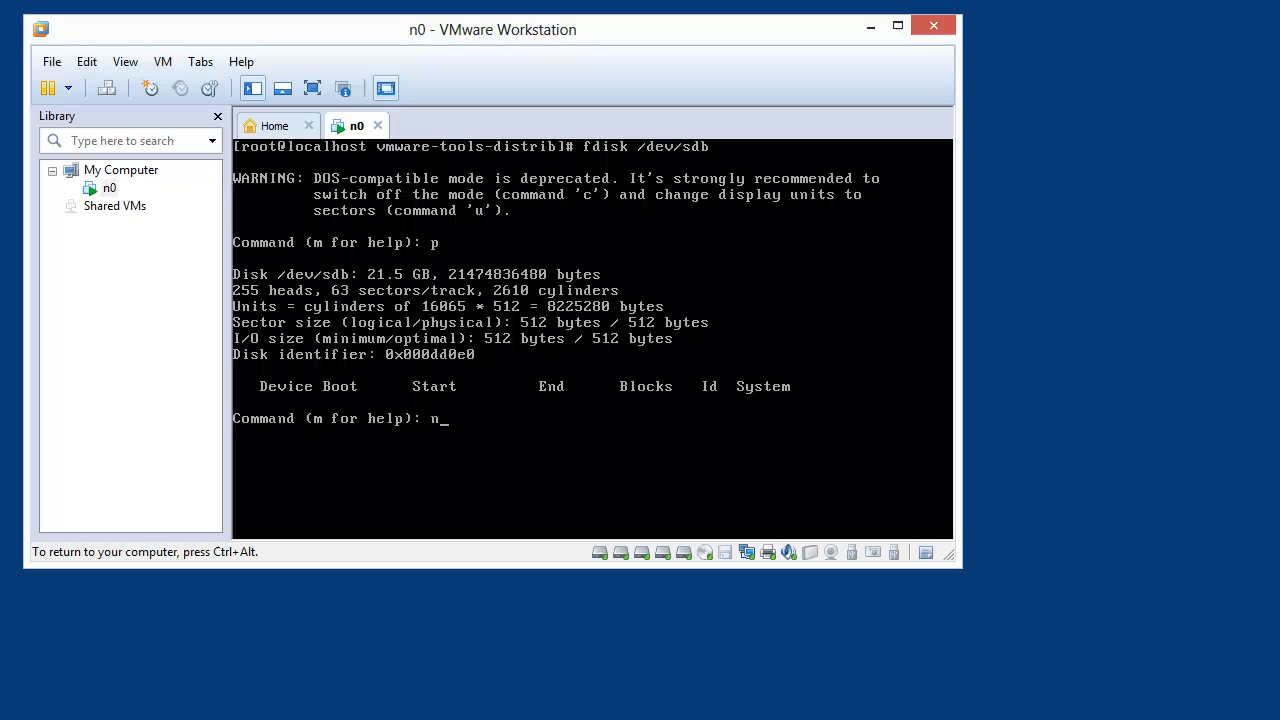 n0 - VMware Workstation
File Edit View VM Tabs Help
Library
Type here to search
My Computer
n0
Shared VMs
Home n0
[root@localhost vmware-tools-distrib]# fdisk /dev/sdb
WARNING: DOS-compatible mode is deprecated. It's strongly recommended to
switch off the mode (command 'c') and change display units to
sectors (command 'u').
Command (m for help): p
Disk /dev/sdb: 21.5 GB, 21474836480 bytes
255 heads, 63 sectors/track, 2610 cylinders
Units = cylinders of 16065 * 512 = 8225280 bytes
Sector size (logical/physical): 512 bytes / 512 bytes
I/O size (minimum/optimal): 512 bytes / 512 bytes
Disk identifier: 0x000dd0e0
Device Boot Start End Blocks Id System
Command (m for help): n_
To return to your computer, press Ctrl+Alt.